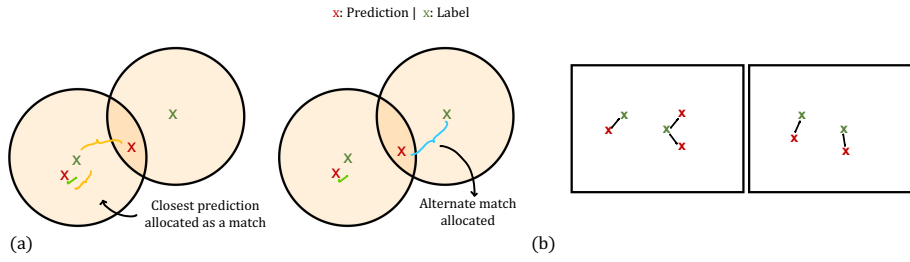 x: Prediction | x: Label
x
x
x
x
x
x
x
x
Closest prediction
allocated as a match
Alternate match
allocated
x
x
x
x
x
x
x
x
x
(a)
(b)